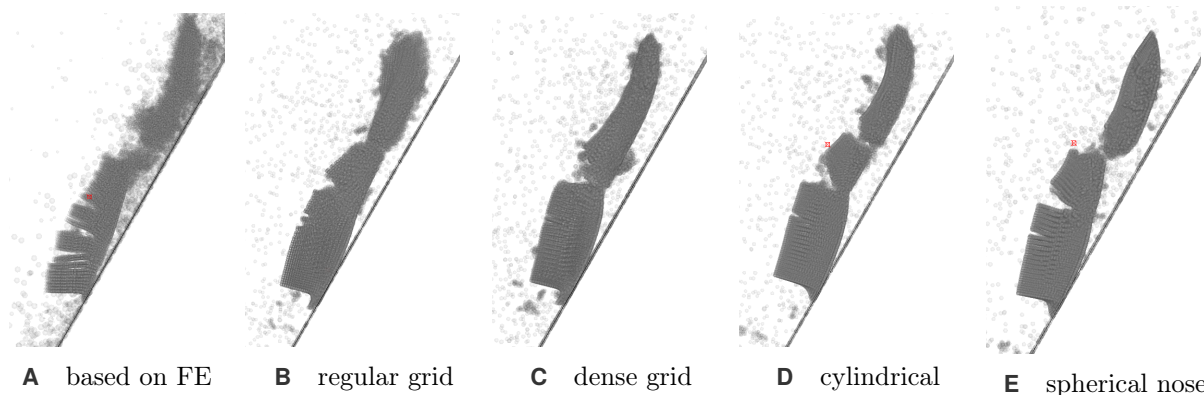 A based on FE
B regular grid
C dense grid
D cylindrical
E spherical nose